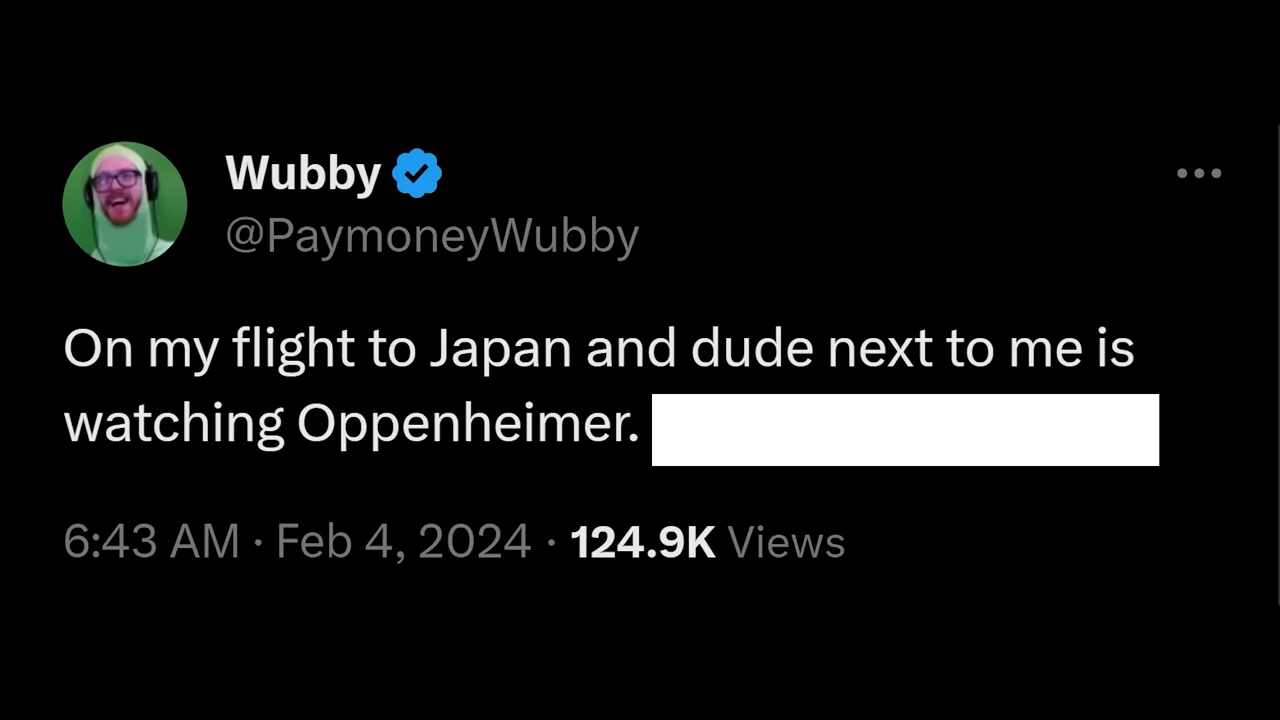 Wubby
@PaymoneyWubby
On my flight to Japan and dude next to me is
watching Oppenheimer.
6:43 AM · Feb 4, 2024 · 124.9K Views